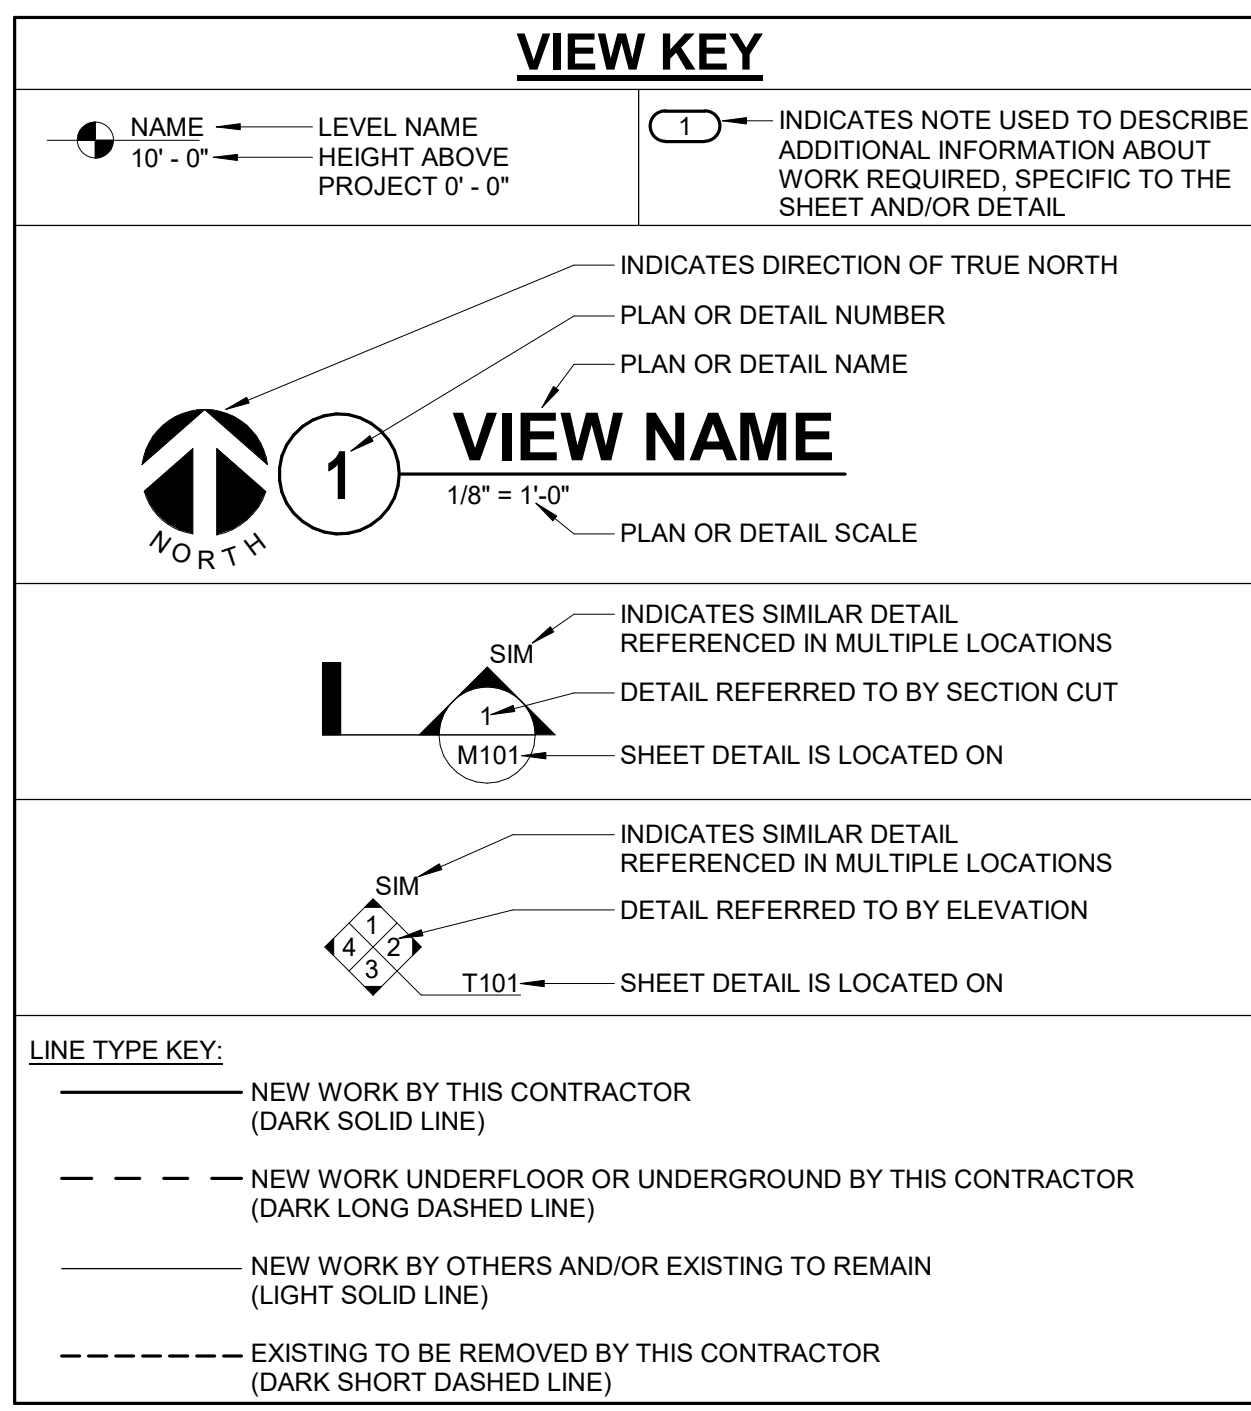 VIEW KEY
NAME
10' - 0"
LEVEL NAME
HEIGHT ABOVE
PROJECT 0' - 0"
1
INDICATES NOTE USED TO DESCRIBE
ADDITIONAL INFORMATION ABOUT
WORK REQUIRED, SPECIFIC TO THE
SHEET AND/OR DETAIL
INDICATES DIRECTION OF TRUE NORTH
PLAN OR DETAIL NUMBER
PLAN OR DETAIL NAME
NORTH
1
VIEW NAME
1/8" = 1'-0"
PLAN OR DETAIL SCALE
INDICATES SIMILAR DETAIL
REFERENCED IN MULTIPLE LOCATIONS
SIM
DETAIL REFERRED TO BY SECTION CUT
1
M101
SHEET DETAIL IS LOCATED ON
INDICATES SIMILAR DETAIL
REFERENCED IN MULTIPLE LOCATIONS
SIM
DETAIL REFERRED TO BY ELEVATION
1
4 2
3
T101
SHEET DETAIL IS LOCATED ON
LINE TYPE KEY:
NEW WORK BY THIS CONTRACTOR
(DARK SOLID LINE)
NEW WORK UNDERFLOOR OR UNDERGROUND BY THIS CONTRACTOR
(DARK LONG DASHED LINE)
NEW WORK BY OTHERS AND/OR EXISTING TO REMAIN
(LIGHT SOLID LINE)
EXISTING TO BE REMOVED BY THIS CONTRACTOR
(DARK SHORT DASHED LINE)